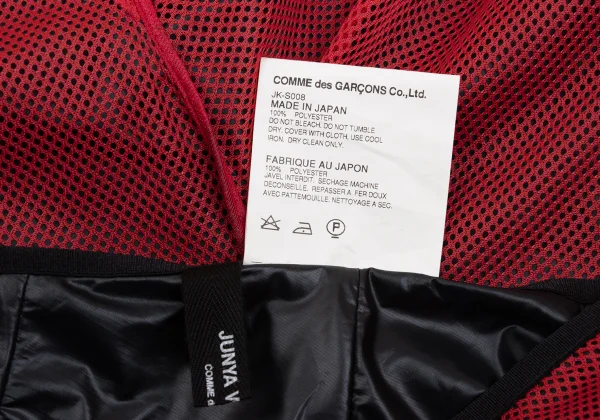 COMME des GARÇONS Co.,Ltd.
JK-S008
MADE IN JAPAN
100% POLYESTER
DO NOT BLEACH. DO NOT TUMBLE
DRY. COVER WITH CLOTH. USE COOL
IRON. DRY CLEAN ONLY.
FABRIQUE AU JAPON
100% POLYESTER
JAVEL INTERDIT. SECHAGE MACHINE
DECONSEILLE. REPASSER A FER DOUX
AVEC PATTEMOUILLE. NETTOYAGE A SEC.
P
JUNYA
COMME